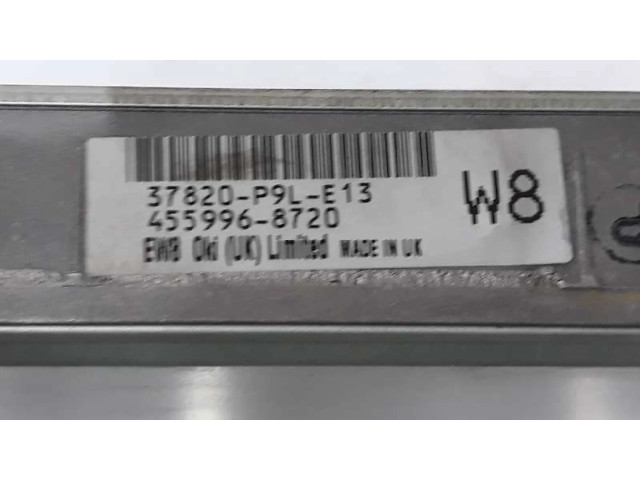 37820-P9L-E13
W8
455996-8720
EW8 Oki (UK) Limited MADE IN UK